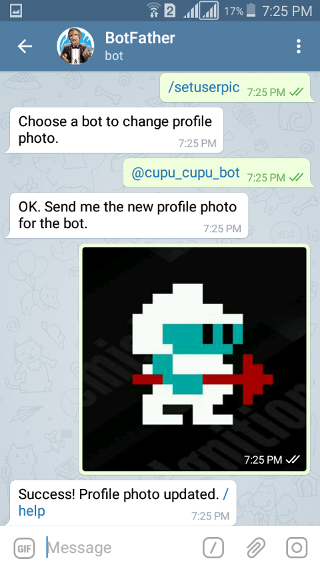 2
17%
7:25 PM
BotFather
bot
/setuserpic
7:25 PM
Choose a bot to change profile
photo.
7:25 PM
@cupu_cupu_bot
7:25 PM
OK. Send me the new profile photo
for the bot.
7:25 PM
7:25 PM
Success! Profile photo updated. /
help
7:25 PM
GIF
Message
/